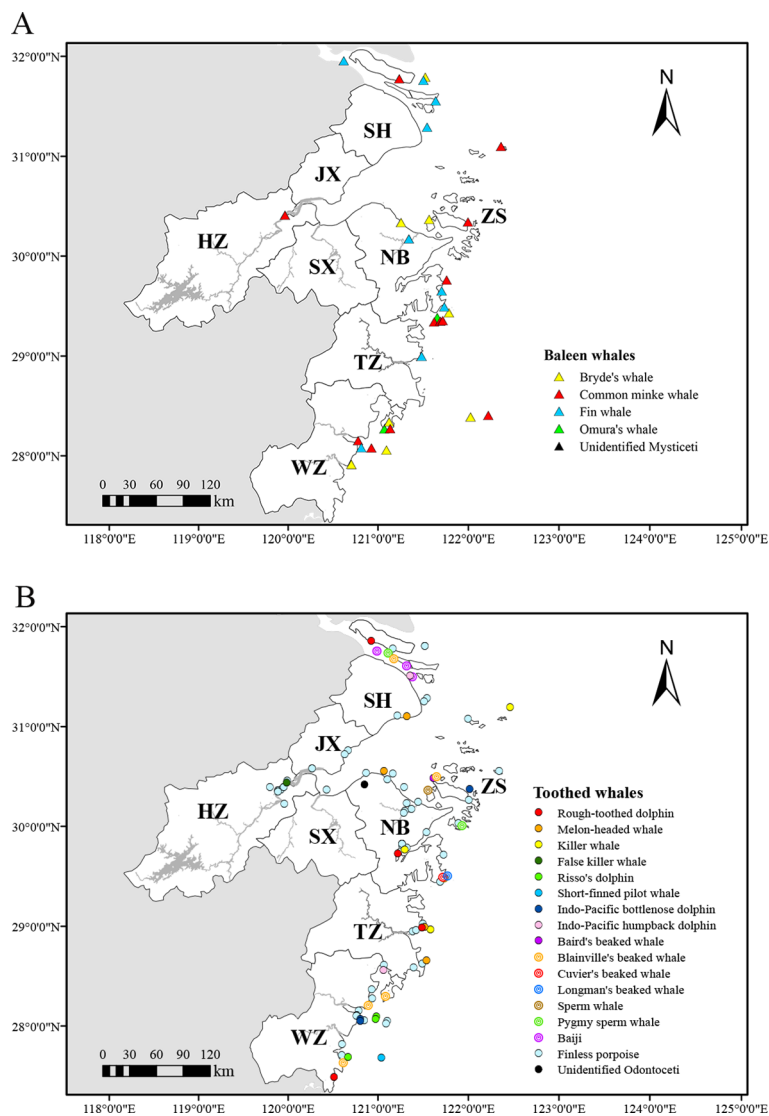 A
32°0'0"N
31°0'0"N
30°0'0"N
29°0'0"N
28°0'0"N
N
SH
JX
ZS
HZ
NB
SX
TZ
WZ
Baleen whales
Bryde's whale
Common minke whale
Fin whale
Omura's whale
Unidentified Mysticeti
0 30 60 90 120
km
118°0'0"E 119°0'0"E 120°0'0"E 121°0'0"E 122°0'0"E 123°0'0"E 124°0'0"E 125°0'0"E
B
32°0'0"N
31°0'0"N
30°0'0"N
29°0'0"N
28°0'0"N
N
SH
JX
ZS
HZ
NB
SX
TZ
WZ
Toothed whales
Rough-toothed dolphin
Melon-headed whale
Killer whale
False killer whale
Risso's dolphin
Short-finned pilot whale
Indo-Pacific bottlenose dolphin
Indo-Pacific humpback dolphin
Baird's beaked whale
Blainville's beaked whale
Cuvier's beaked whale
Longman's beaked whale
Sperm whale
Pygmy sperm whale
Baiji
Finless porpoise
Unidentified Odontoceti
0 30 60 90 120
km
118°0'0"E 119°0'0"E 120°0'0"E 121°0'0"E 122°0'0"E 123°0'0"E 124°0'0"E 125°0'0"E